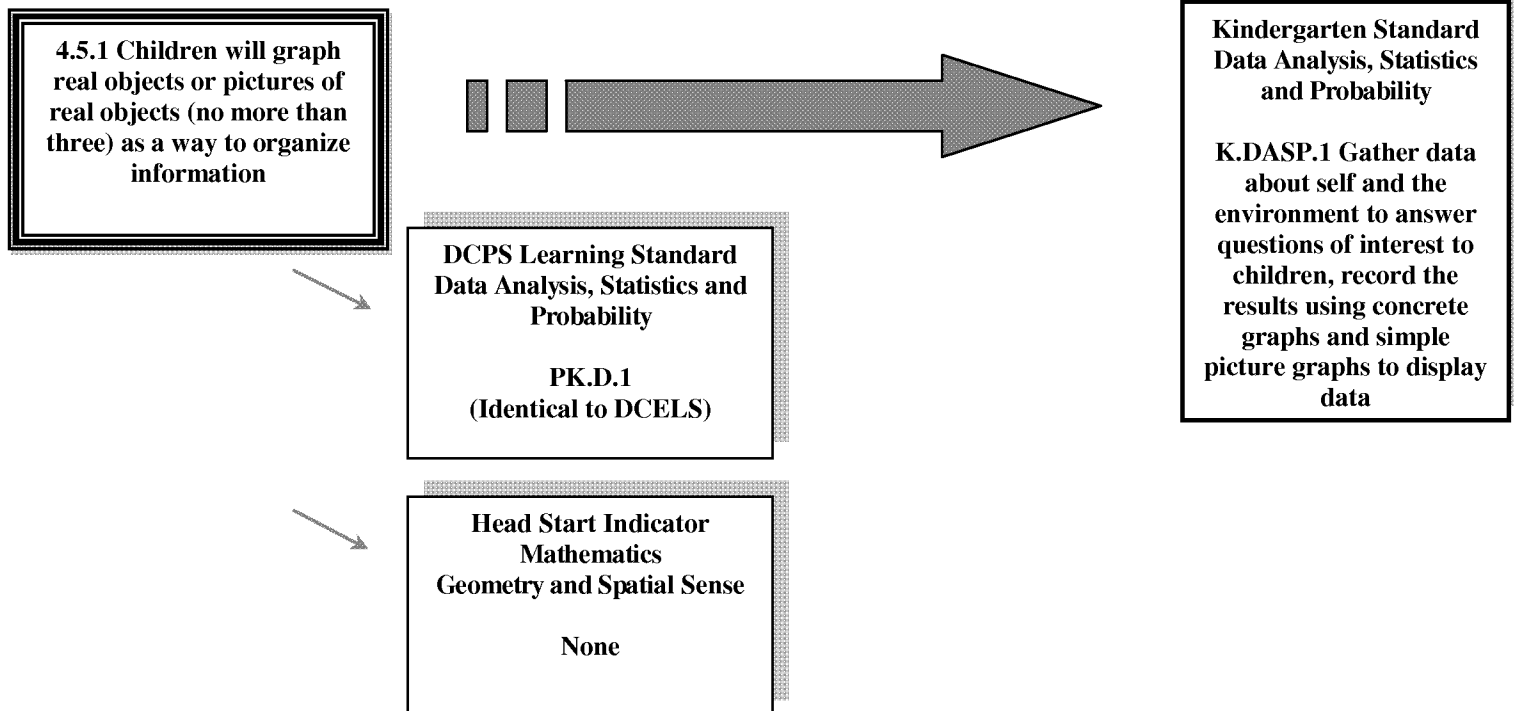 4.5.1 Children will graph
real objects or pictures of
real objects (no more than
three) as a way to organize
information
Kindergarten Standard
Data Analysis, Statistics
and Probability
K.DASP.1 Gather data
about self and the
environment to answer
questions of interest to
children, record the
results using concrete
graphs and simple
picture graphs to display
data
DCPS Learning Standard
Data Analysis, Statistics and
Probability
PK.D.1
(Identical to DCELS)
Head Start Indicator
Mathematics
Geometry and Spatial Sense
None